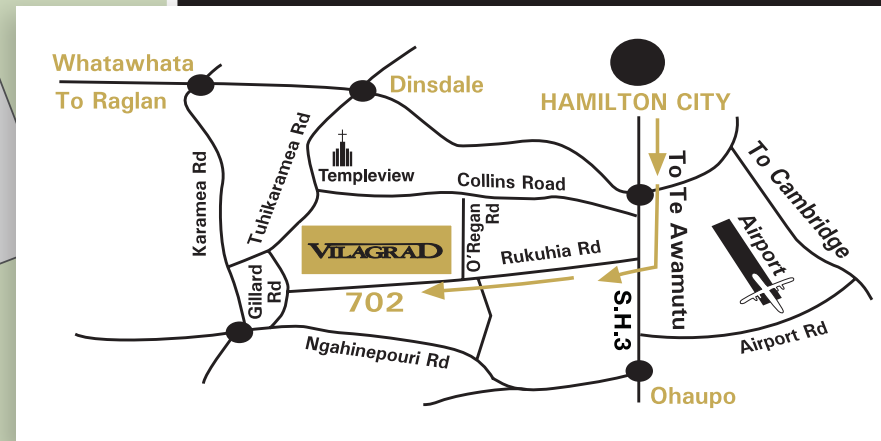 Whatawhata
To Raglan
Dinsdale
HAMILTON CITY
Karamea Rd
Tuhikaramea Rd
Templeview
Collins Road
To Te Awamutu
To Cambridge
Airport
O'Regan
Rd
VILAGRAD
Rukuhia Rd
Gillard
Rd
702
S.H.3
Airport Rd
Ngahinepouri Rd
Ohaupo